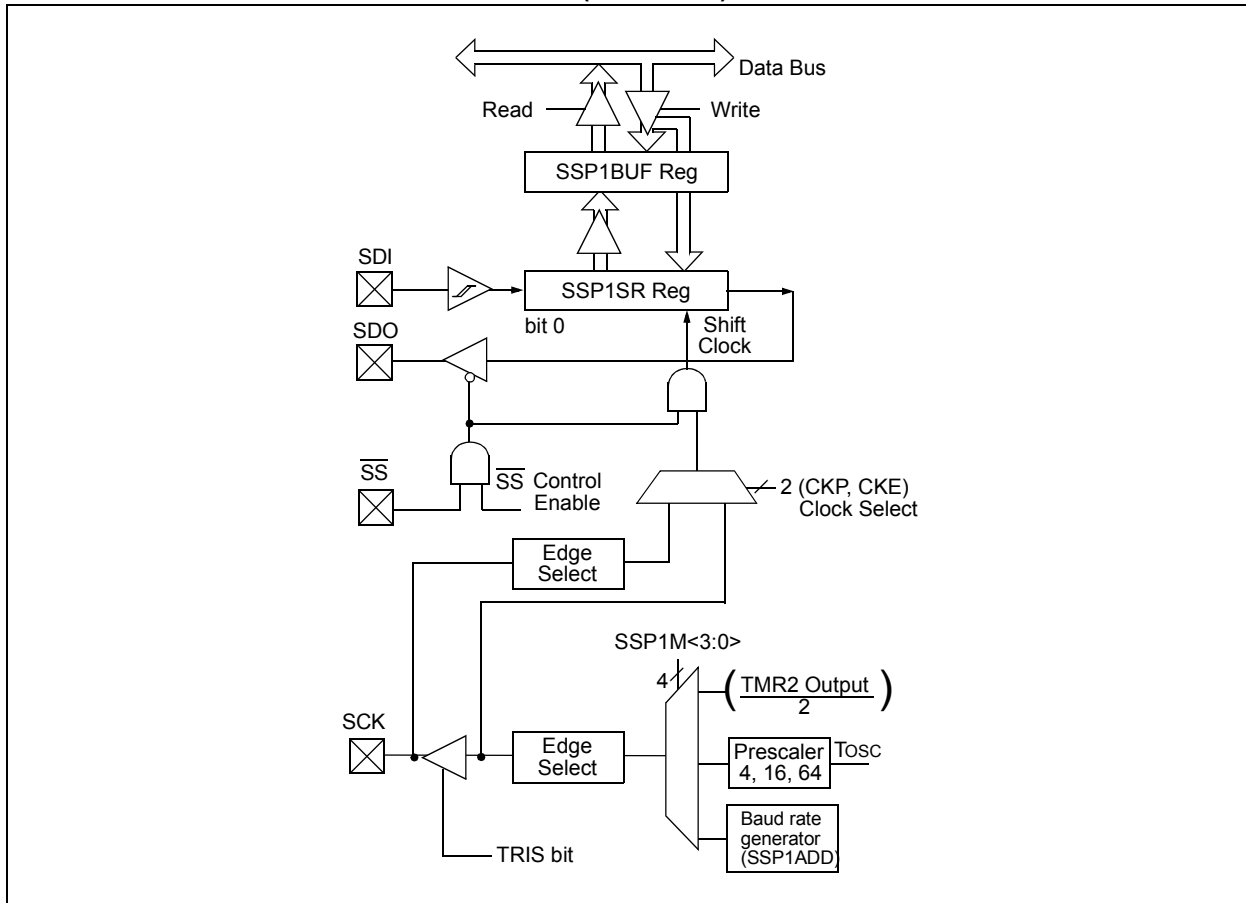 Data Bus
Read
Write
SSP1BUF Reg
SDI
SSP1SR Reg
bit 0
Shift
Clock
SDO
SS
SS Control
Enable
2 (CKP, CKE)
Clock Select
Edge
Select
SSP1M<3:0>
4
(TMR2 Output)
2
SCK
Edge
Select
Prescaler
4, 16, 64
TOSC
Baud rate
generator
(SSP1ADD)
TRIS bit